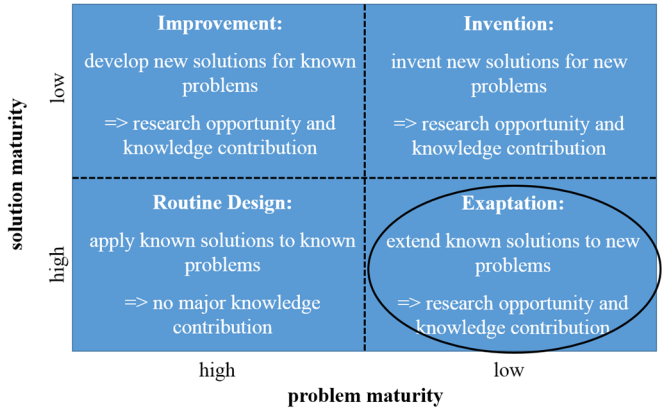 Improvement:
develop new solutions for known
problems
=> research opportunity and
knowledge contribution
Invention:
invent new solutions for new
problems
=> research opportunity and
knowledge contribution
Routine Design:
apply known solutions to known
problems
=> no major knowledge
contribution
Exaptation:
extend known solutions to new
problems
=> research opportunity and
knowledge contribution
solution maturity
low
high
high
low
problem maturity